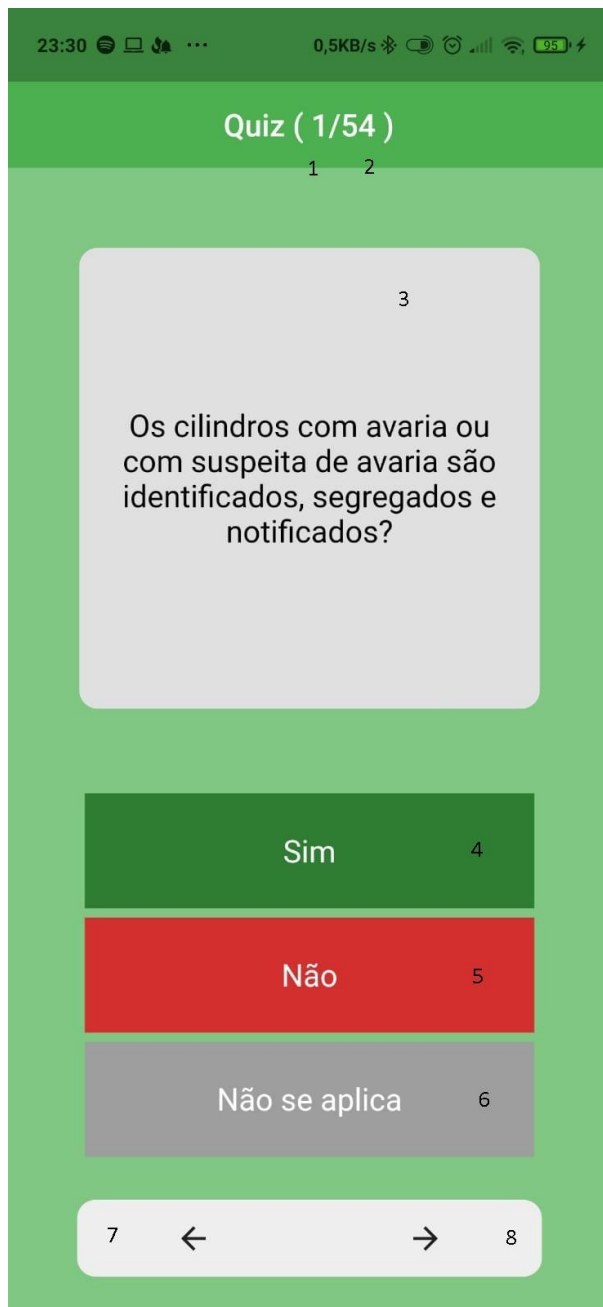 23:30 ... 0,5KB/s 95
Quiz ( 1/54 )
1 2
3
Os cilindros com avaria ou
com suspeita de avaria são
identificados, segregados e
notificados?
Sim 4
Não 5
Não se aplica 6
7 ← → 8